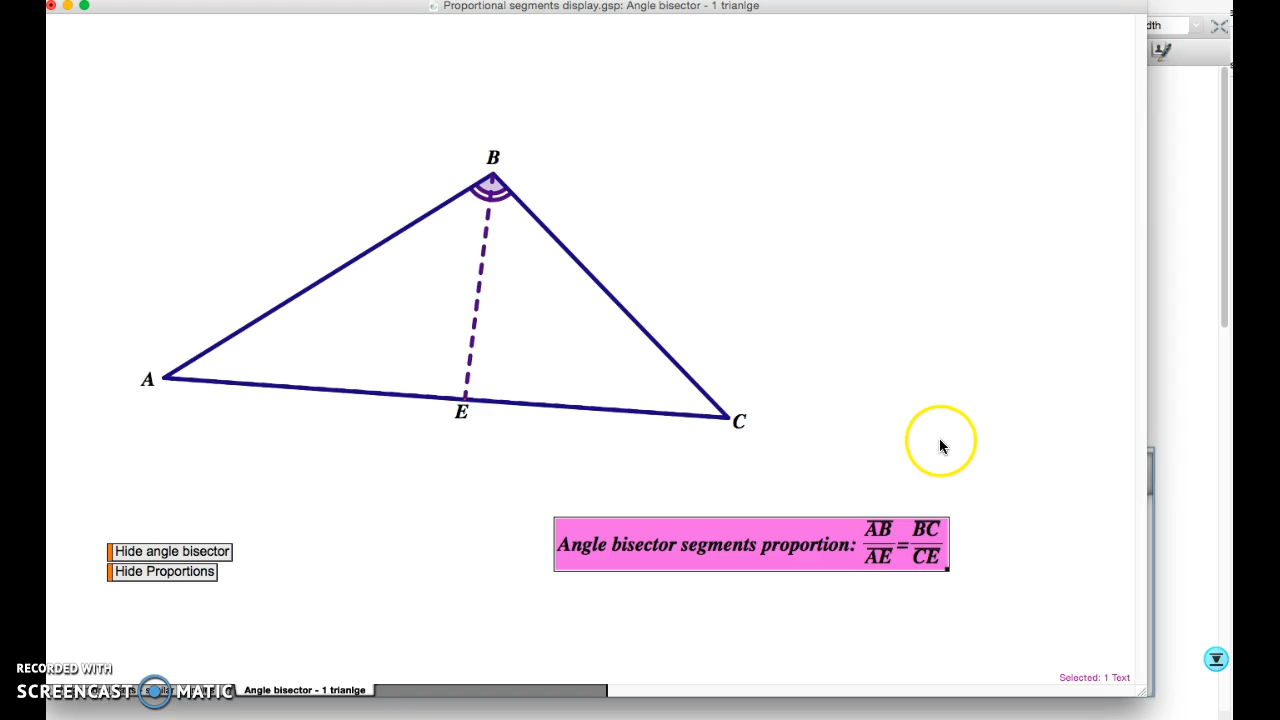 Proportional segments display.gsp: Angle bisector - 1 trianlge
dth
B
A
E
C
Angle bisector segments proportion: AB/AE = BC/CE
Hide angle bisector
Hide Proportions
Selected: 1 Text
RECORDED WITH
SCREENCAST MATIC
Angle bisector - 1 trianlge